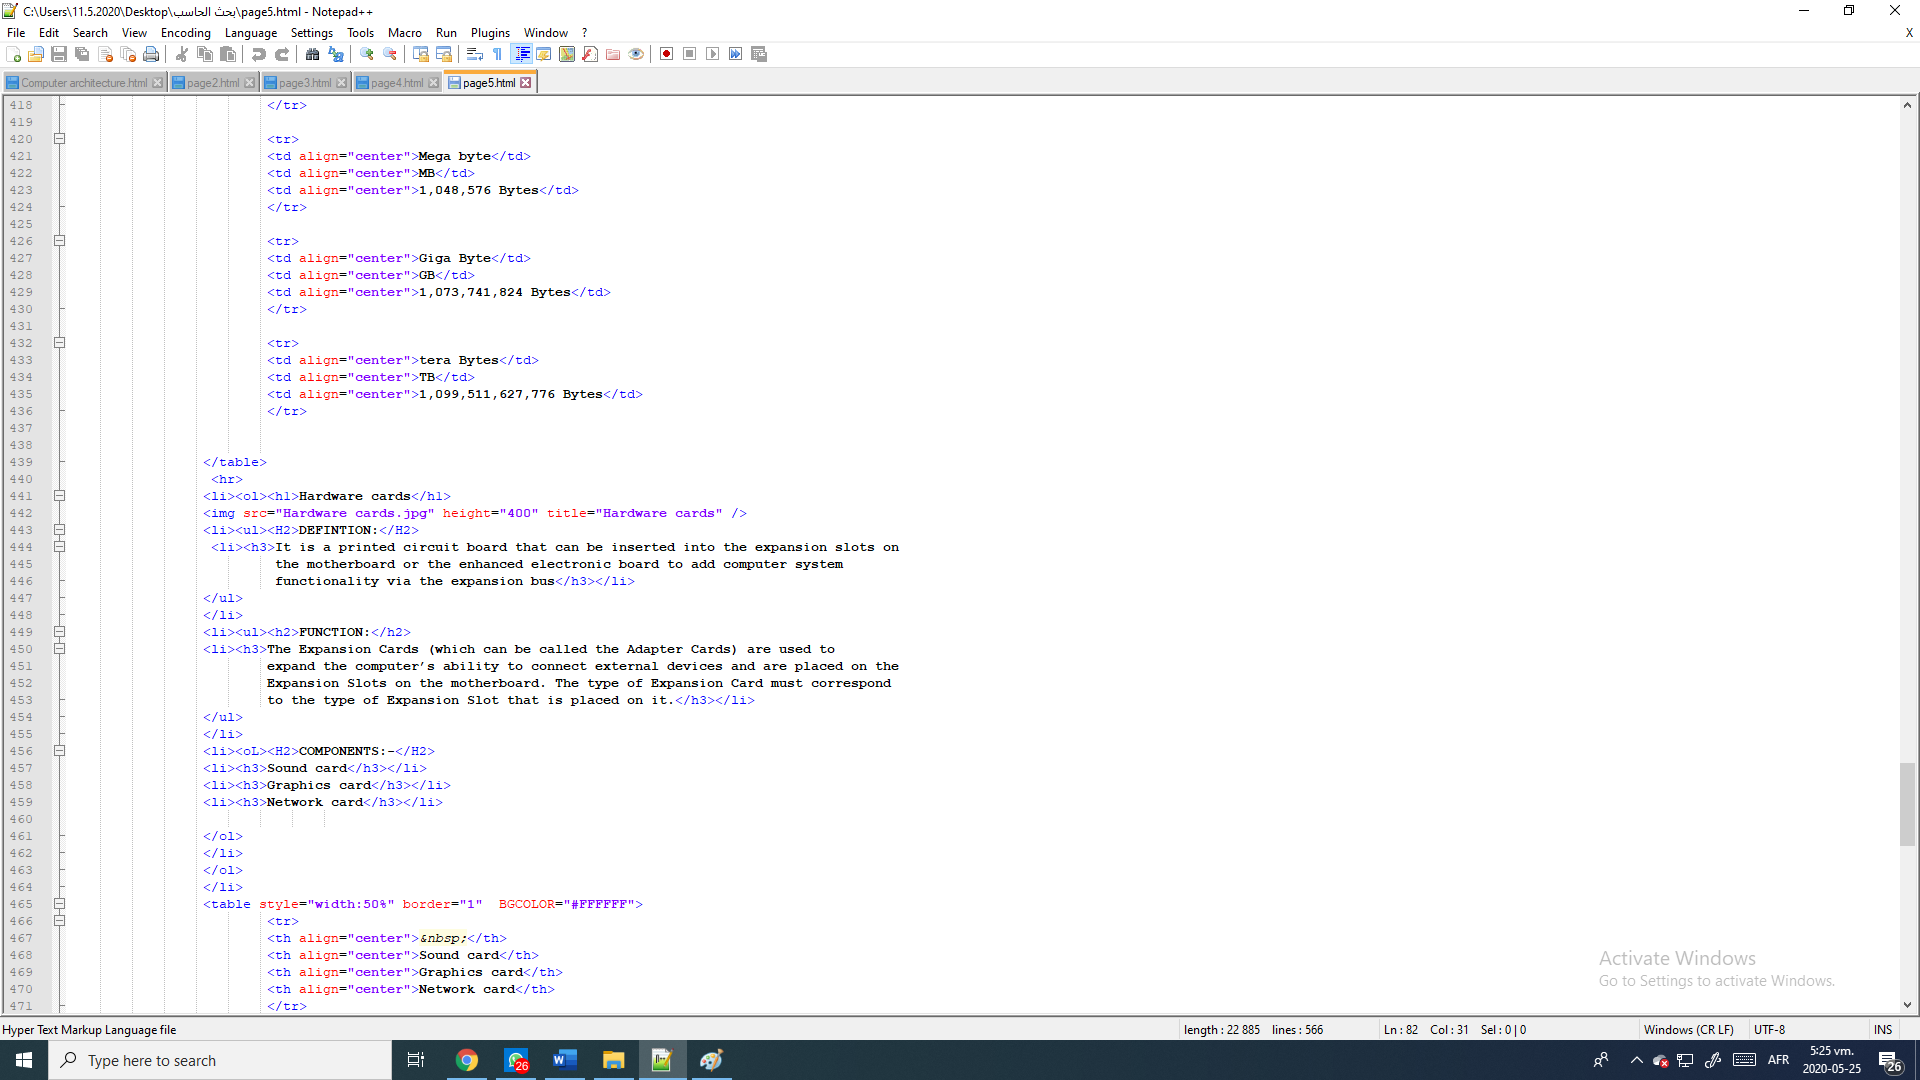 C:\Users\11.5.2020\Desktop\بحث الحاسب\page5.html - Notepad++
File Edit Search View Encoding Language Settings Tools Macro Run Plugins Window ? X
Computer architecture.html page2.html page3.html page4.html page5.html
418 </tr>
419
420 <tr>
421 <td align="center">Mega byte</td>
422 <td align="center">MB</td>
423 <td align="center">1,048,576 Bytes</td>
424 </tr>
425
426 <tr>
427 <td align="center">Giga Byte</td>
428 <td align="center">GB</td>
429 <td align="center">1,073,741,824 Bytes</td>
430 </tr>
431
432 <tr>
433 <td align="center">tera Bytes</td>
434 <td align="center">TB</td>
435 <td align="center">1,099,511,627,776 Bytes</td>
436 </tr>
437
438
439 </table>
440 <hr>
441 <li><ol><h1>Hardware cards</h1>
442 <img src="Hardware cards.jpg" height="400" title="Hardware cards" />
443 <li><ul><H2>DEFINTION:</H2>
444 <li><h3>It is a printed circuit board that can be inserted into the expansion slots on
445 the motherboard or the enhanced electronic board to add computer system
446 functionality via the expansion bus</h3></li>
447 </ul>
448 </li>
449 <li><ul><h2>FUNCTION:</h2>
450 <li><h3>The Expansion Cards (which can be called the Adapter Cards) are used to
451 expand the computer’s ability to connect external devices and are placed on the
452 Expansion Slots on the motherboard. The type of Expansion Card must correspond
453 to the type of Expansion Slot that is placed on it.</h3></li>
454 </ul>
455 </li>
456 <li><oL><H2>COMPONENTS:-</H2>
457 <li><h3>Sound card</h3></li>
458 <li><h3>Graphics card</h3></li>
459 <li><h3>Network card</h3></li>
460
461 </ol>
462 </li>
463 </ol>
464 </li>
465 <table style="width:50%" border="1" BGCOLOR="#FFFFFF">
466 <tr>
467 <th align="center">&nbsp;</th>
468 <th align="center">Sound card</th>
469 <th align="center">Graphics card</th>
470 <th align="center">Network card</th>
471 </tr>
Activate Windows
Go to Settings to activate Windows.
Hyper Text Markup Language file length : 22 885 lines : 566 Ln : 82 Col : 31 Sel : 0 | 0 Windows (CR LF) UTF-8 INS
Type here to search 26 AFR 5:25 vm. 2020-05-25 26